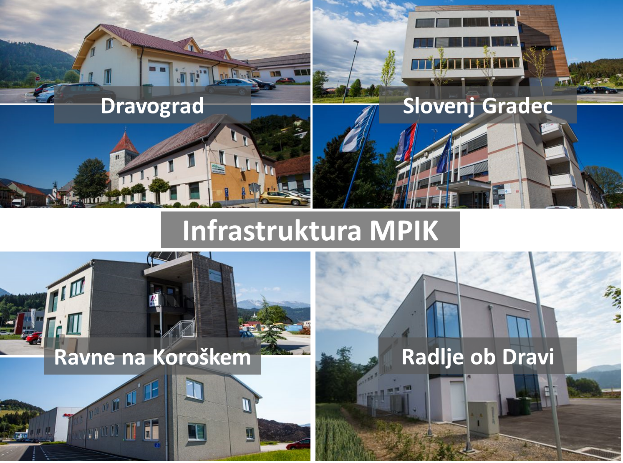 Dravograd
Slovenj Gradec
Infrastruktura MPIK
Ravne na Koroškem
Radlje ob Dravi